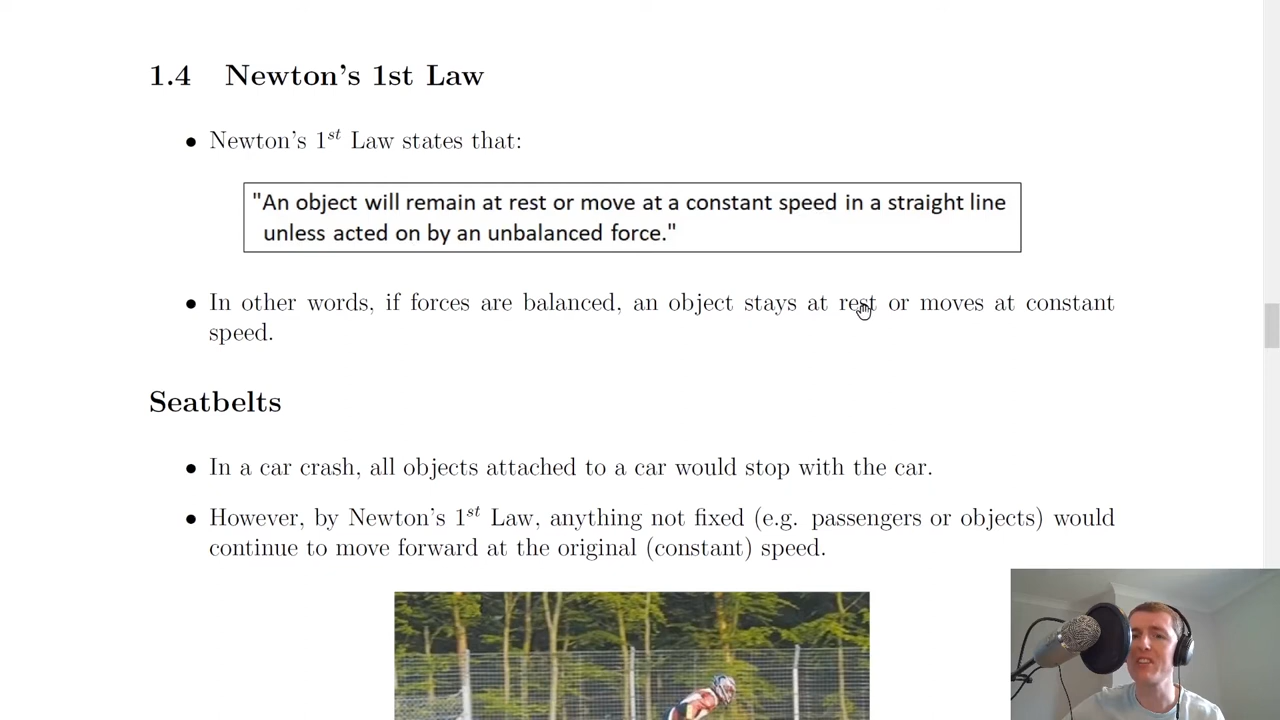 1.4 Newton's 1st Law
• Newton's 1st Law states that:
"An object will remain at rest or move at a constant speed in a straight line
unless acted on by an unbalanced force."
• In other words, if forces are balanced, an object stays at rest or moves at constant
speed.
Seatbelts
• In a car crash, all objects attached to a car would stop with the car.
• However, by Newton's 1st Law, anything not fixed (e.g. passengers or objects) would
continue to move forward at the original (constant) speed.